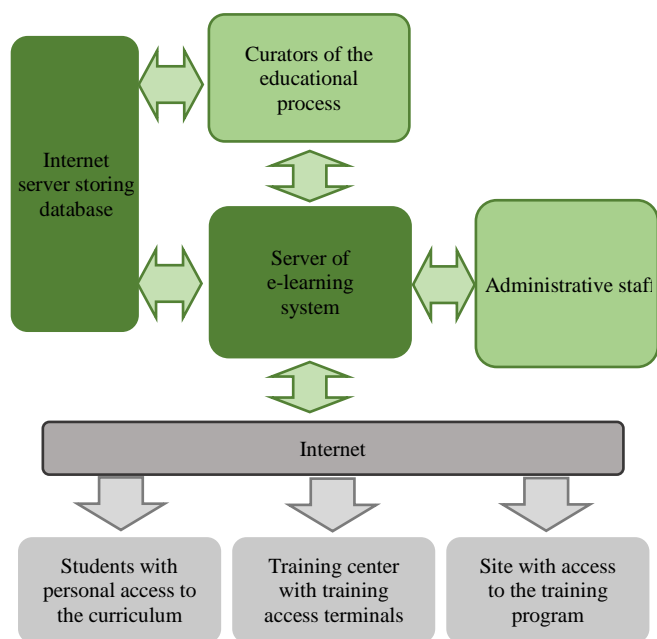 Curators of the
educational
process
Internet
server storing
database
Server of
e-learning
system
Administrative staf
Internet
Students with
personal access to
the curriculum
Training center
with training
access terminals
Site with access
to the training
program